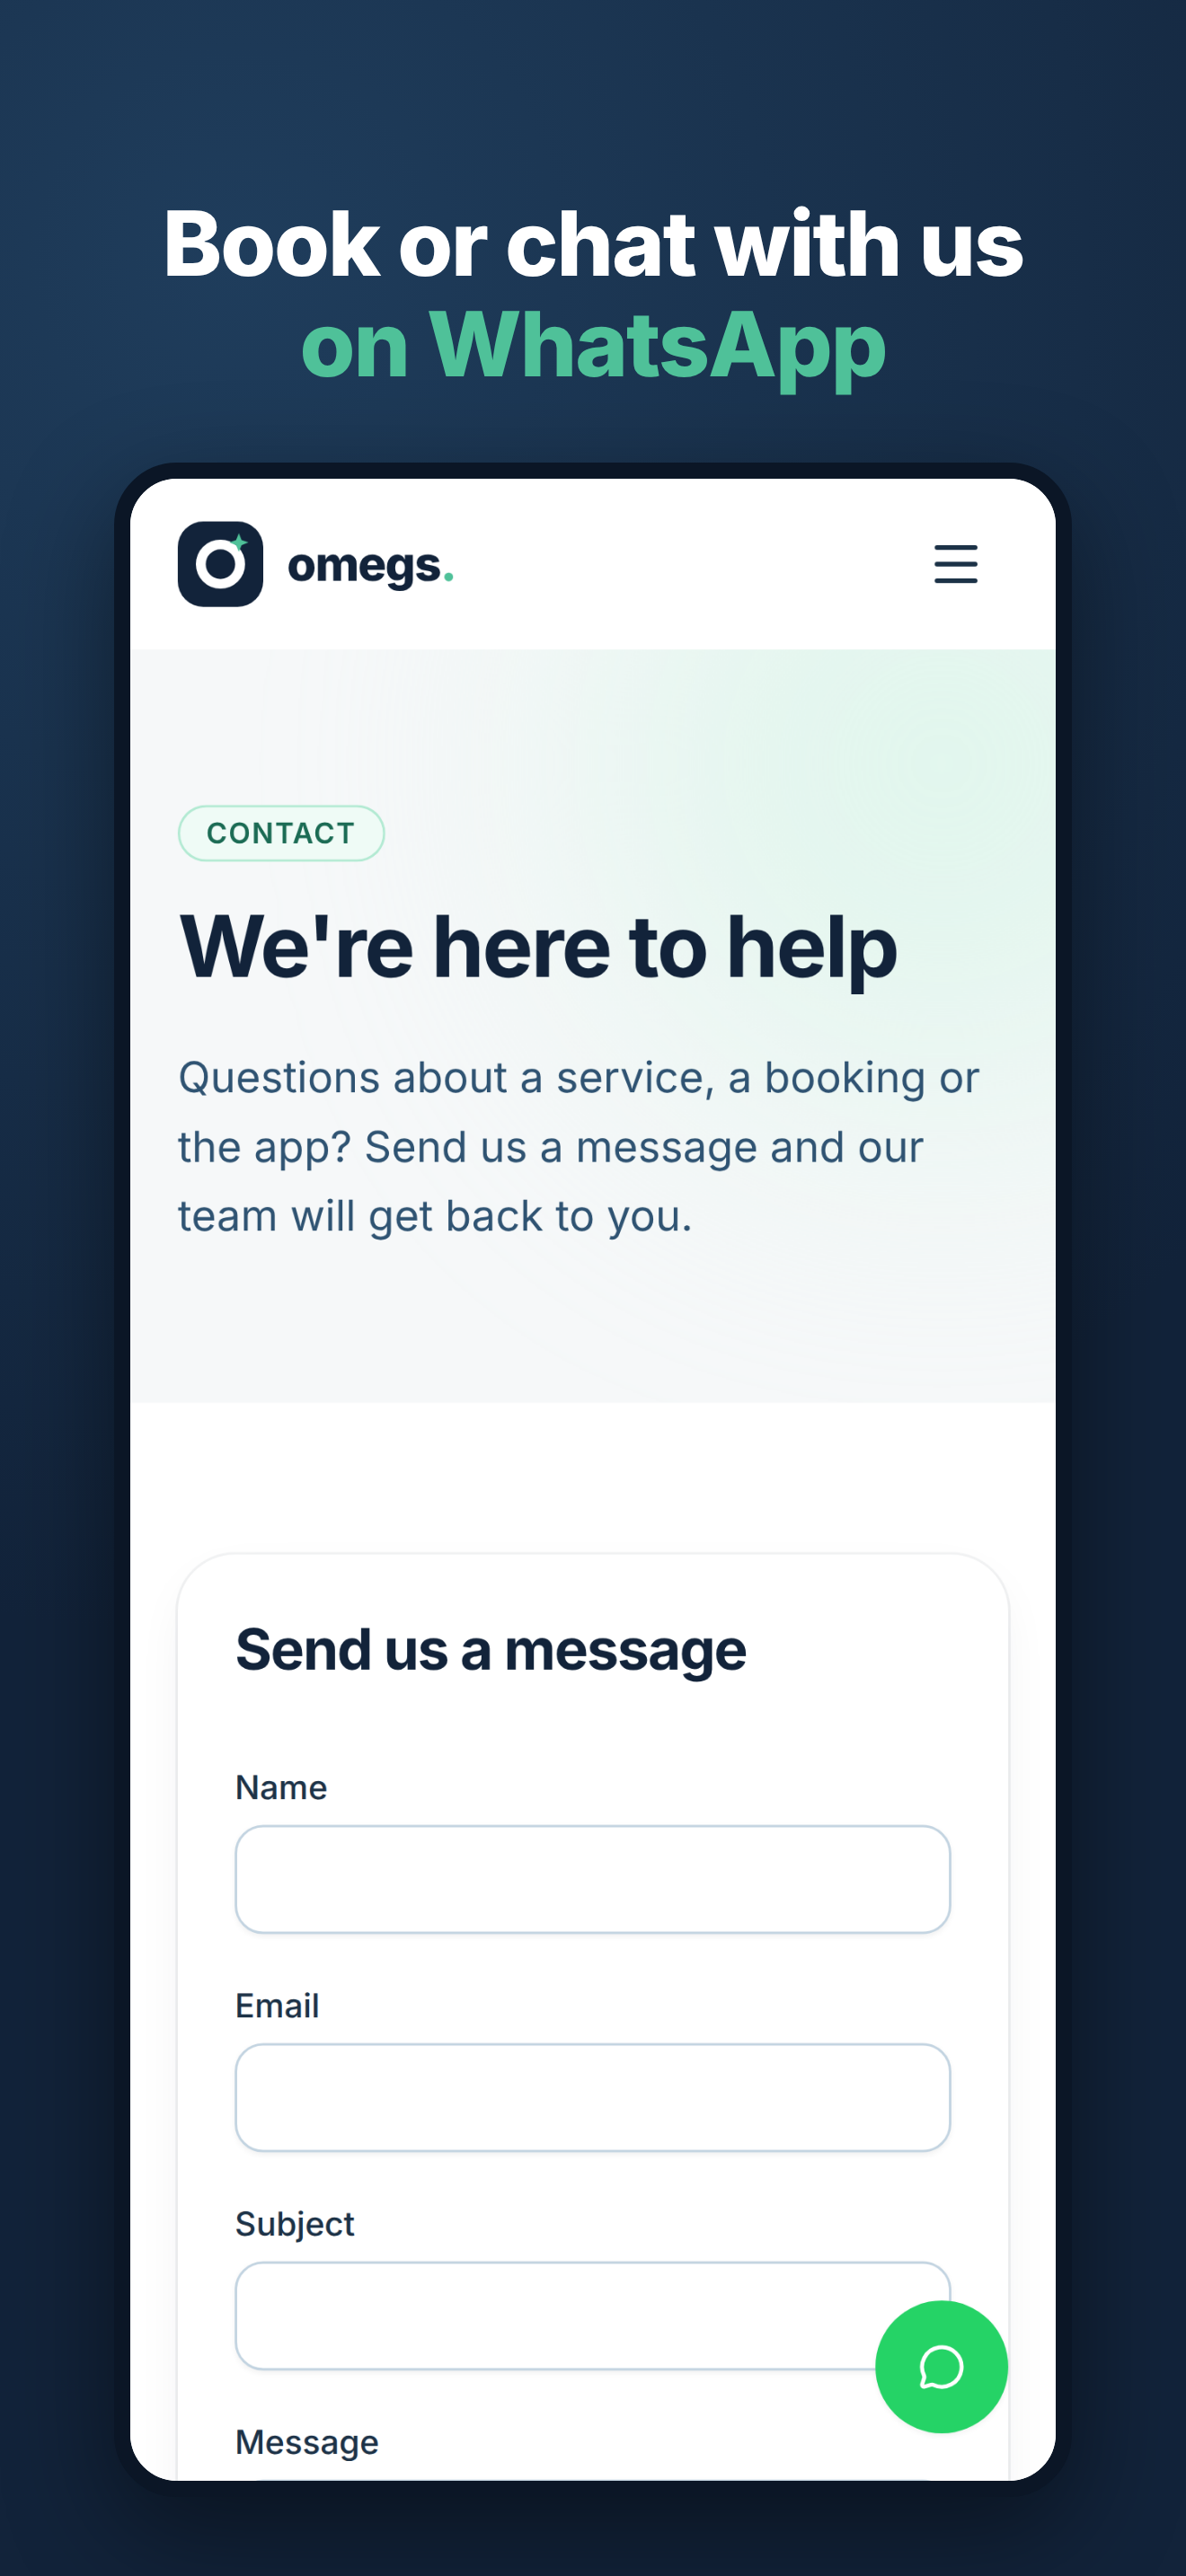 Book or chat with us
on WhatsApp
omegs.
CONTACT
We're here to help
Questions about a service, a booking or
the app? Send us a message and our
team will get back to you.
Send us a message
Name
Email
Subject
Message